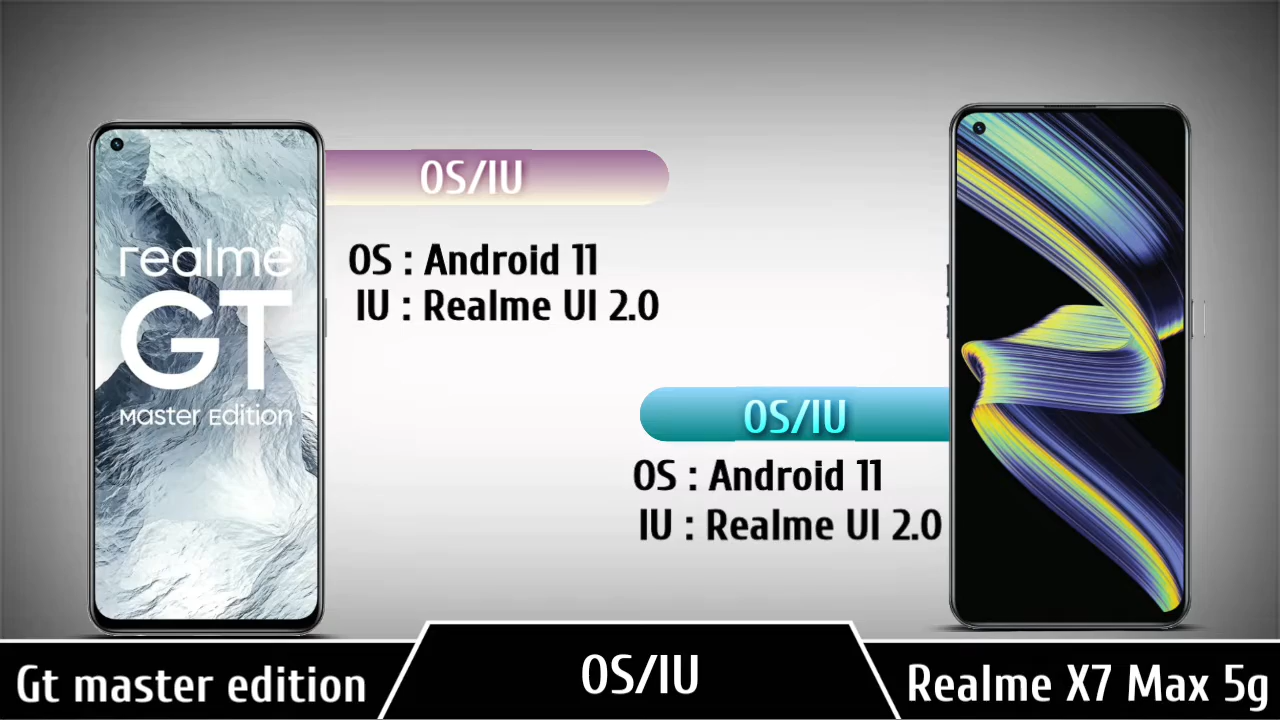 OS/IU
OS : Android 11
IU : Realme UI 2.0
realme
GT
Master Edition
OS/IU
OS : Android 11
IU : Realme UI 2.0
Gt master edition
OS/IU
Realme X7 Max 5g